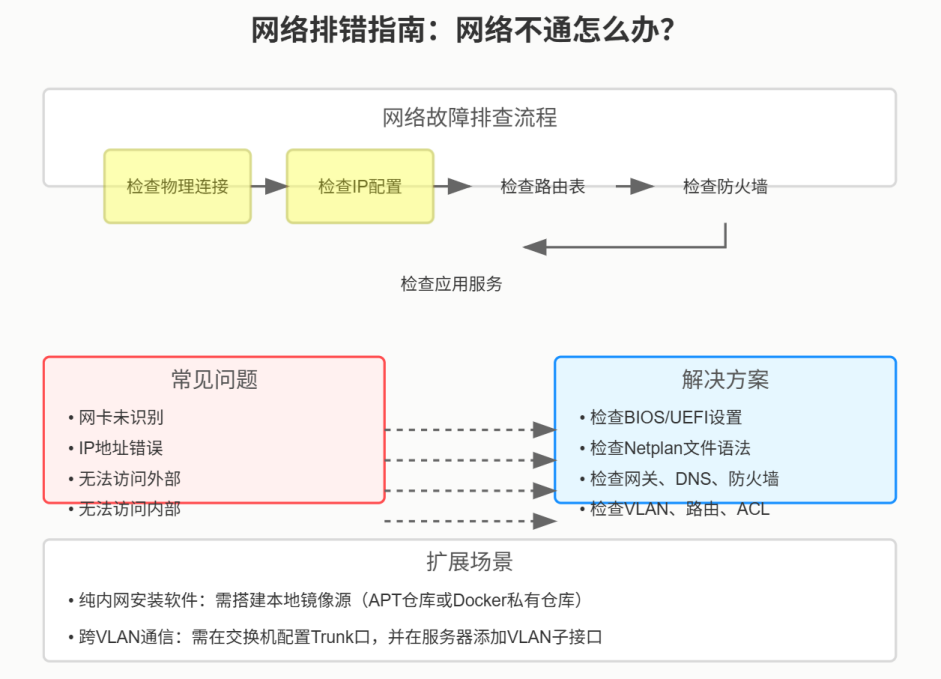 网络排错指南：网络不通怎么办？
网络故障排查流程
检查物理连接
检查IP配置
检查路由表
检查防火墙
检查应用服务
常见问题
• 网卡未识别
• IP地址错误
• 无法访问外部
• 无法访问内部
解决方案
• 检查BIOS/UEFI设置
• 检查Netplan文件语法
• 检查网关、DNS、防火墙
• 检查VLAN、路由、ACL
扩展场景
• 纯内网安装软件：需搭建本地镜像源（APT仓库或Docker私有仓库）
• 跨VLAN通信：需在交换机配置Trunk口，并在服务器添加VLAN子接口